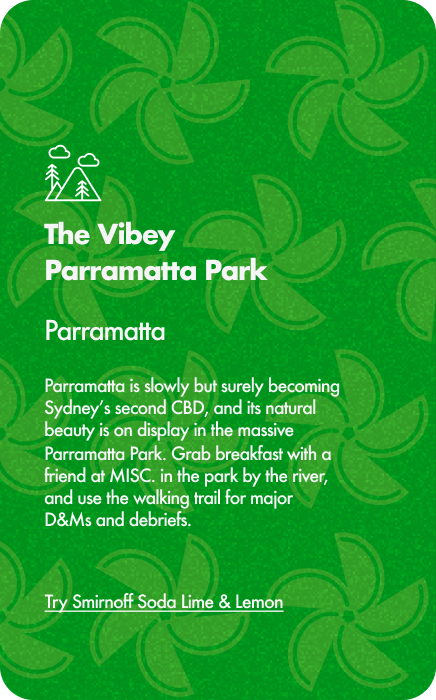 The Vibey
Parramatta Park
Parramatta
Parramatta is slowly but surely becoming
Sydney’s second CBD, and its natural
beauty is on display in the massive
Parramatta Park. Grab breakfast with a
friend at MISC. in the park by the river,
and use the walking trail for major
D&Ms and debriefs.
Try Smirnoff Soda Lime & Lemon